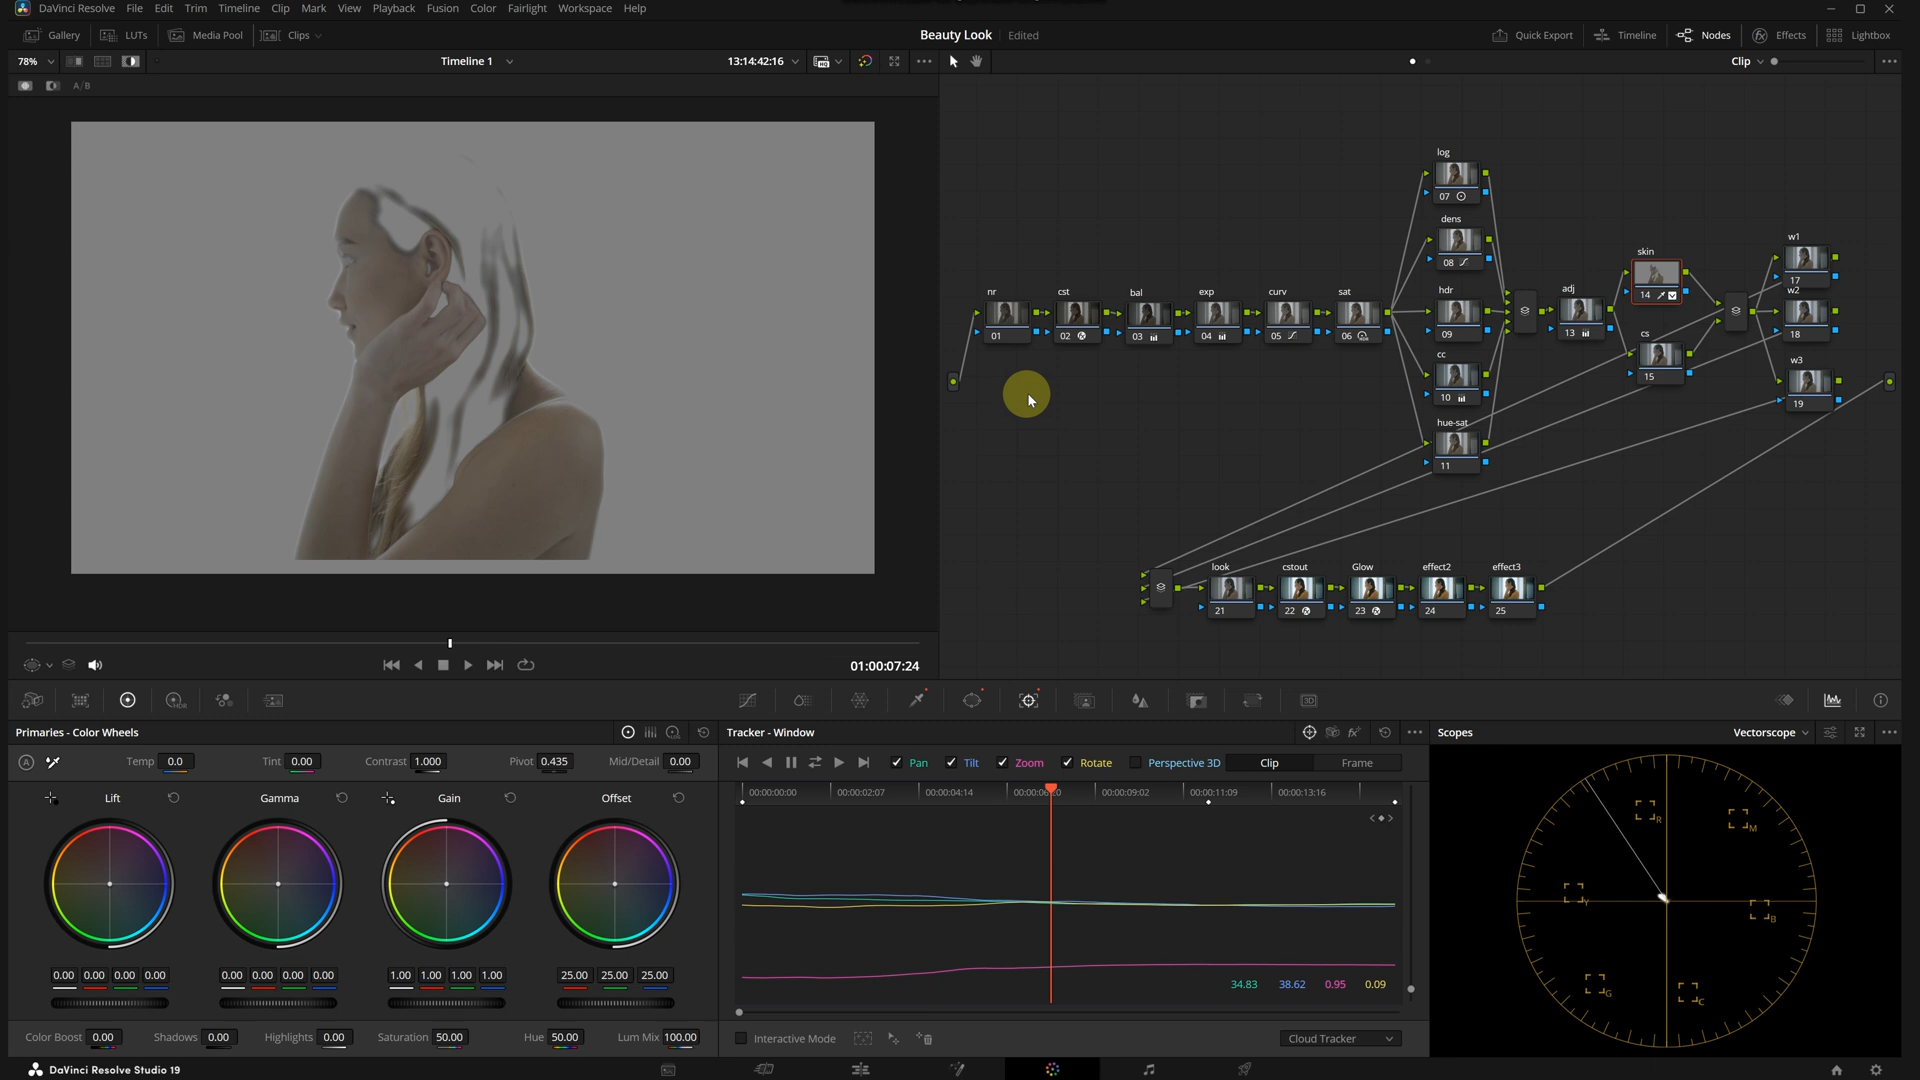 DaVinci Resolve File Edit Trim Timeline Clip Mark View Playback Fusion Color Fairlight Workspace Help
Gallery LUTs Media Pool Clips Beauty Look Edited Quick Export Timeline Nodes Effects Lightbox
78% Timeline 1 13:14:42:16 Clip
A/B
log
07
dens
08
hdr
09
cc
10
hue-sat
11
nr
01
cst
02
bal
03
exp
04
curv
05
sat
06
adj
13
skin
14
cs
15
w1
17
w2
18
w3
19
look
21
cstout
22
Glow
23
effect2
24
effect3
25
01:00:07:24
Primaries - Color Wheels
Temp 0.0 Tint 0.00 Contrast 1.000 Pivot 0.435 Mid/Detail 0.00
Lift Gamma Gain Offset
0.00 0.00 0.00 0.00 0.00 0.00 0.00 0.00 1.00 1.00 1.00 1.00 25.00 25.00 25.00
Color Boost 0.00 Shadows 0.00 Highlights 0.00 Saturation 50.00 Hue 50.00 Lum Mix 100.00
Tracker - Window
Pan Tilt Zoom Rotate Perspective 3D Clip Frame
00:00:00:00 00:00:02:07 00:00:04:14 00:00:09:02 00:00:11:09 00:00:13:16
34.83 38.62 0.95 0.09
Interactive Mode Cloud Tracker
Scopes Vectorscope
R
M
Y
B
G
C
DaVinci Resolve Studio 19